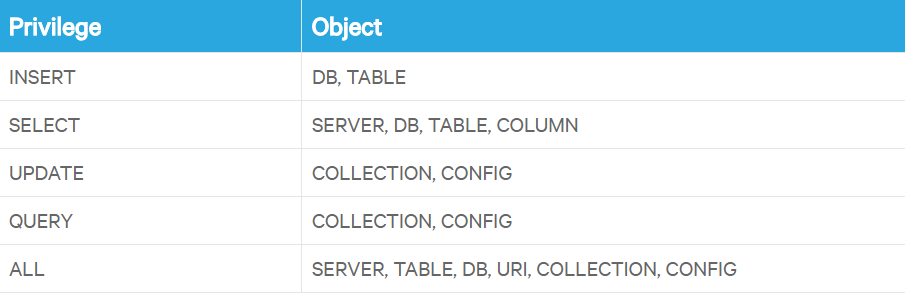 Privilege Object
INSERT DB, TABLE
SELECT SERVER, DB, TABLE, COLUMN
UPDATE COLLECTION, CONFIG
QUERY COLLECTION, CONFIG
ALL SERVER, TABLE, DB, URI, COLLECTION, CONFIG